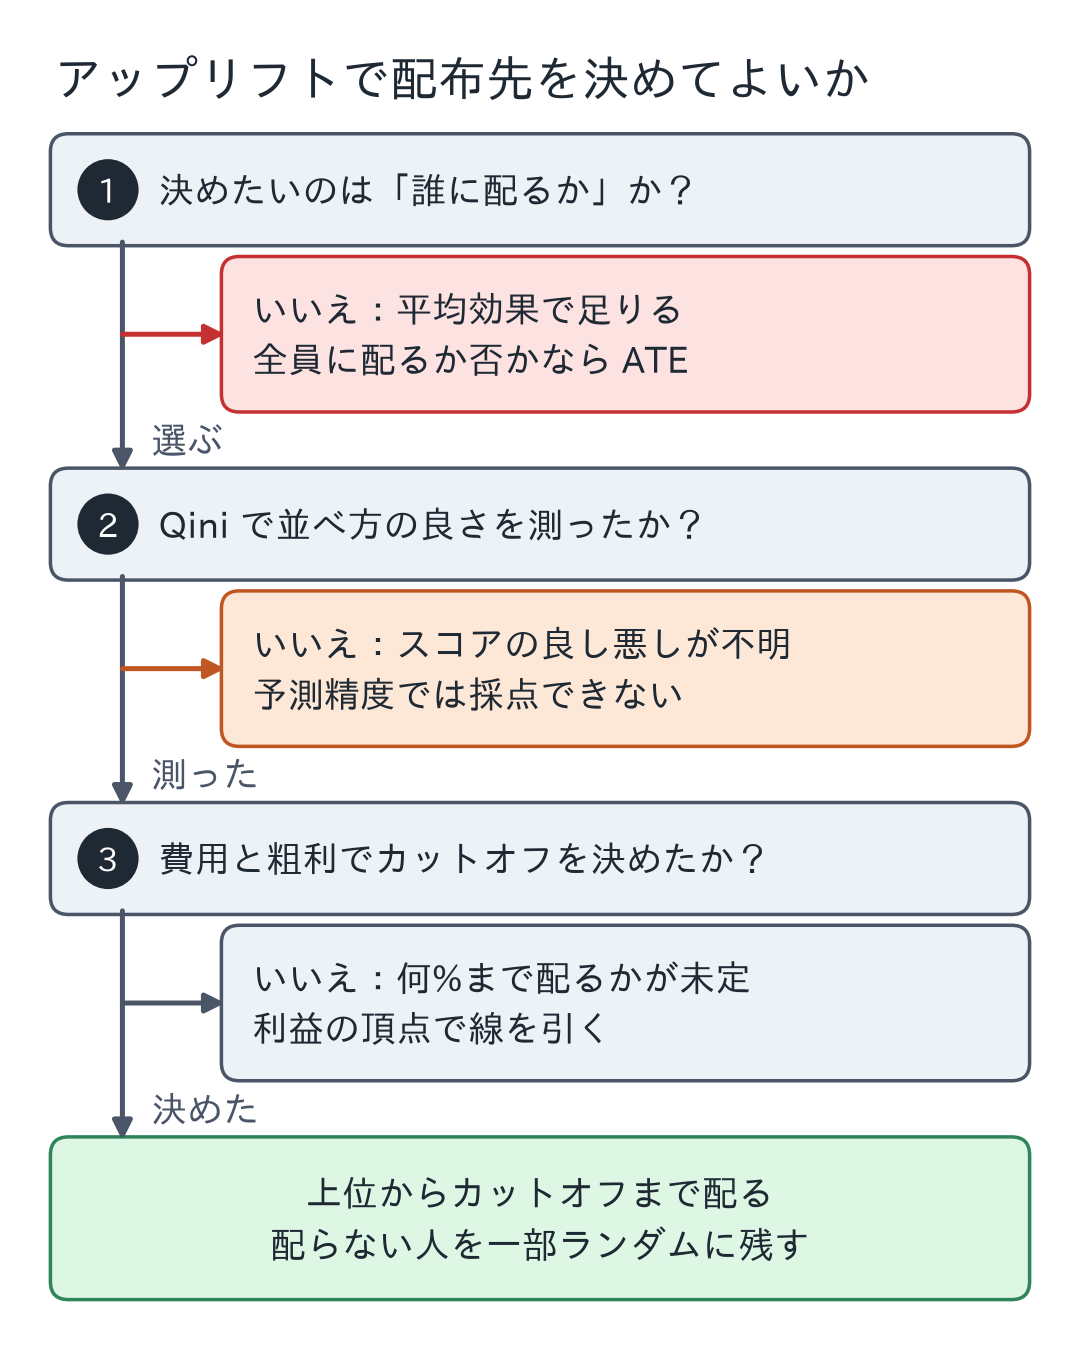 アップリフトで配布先を決めてよいか
1 決めたいのは「誰に配るか」か？
いいえ：平均効果で足りる
全員に配るか否かなら ATE
選ぶ
2 Qini で並べ方の良さを測ったか？
いいえ：スコアの良し悪しが不明
予測精度では採点できない
測った
3 費用と粗利でカットオフを決めたか？
いいえ：何%まで配るかが未定
利益の頂点で線を引く
決めた
上位からカットオフまで配る
配らない人を一部ランダムに残す